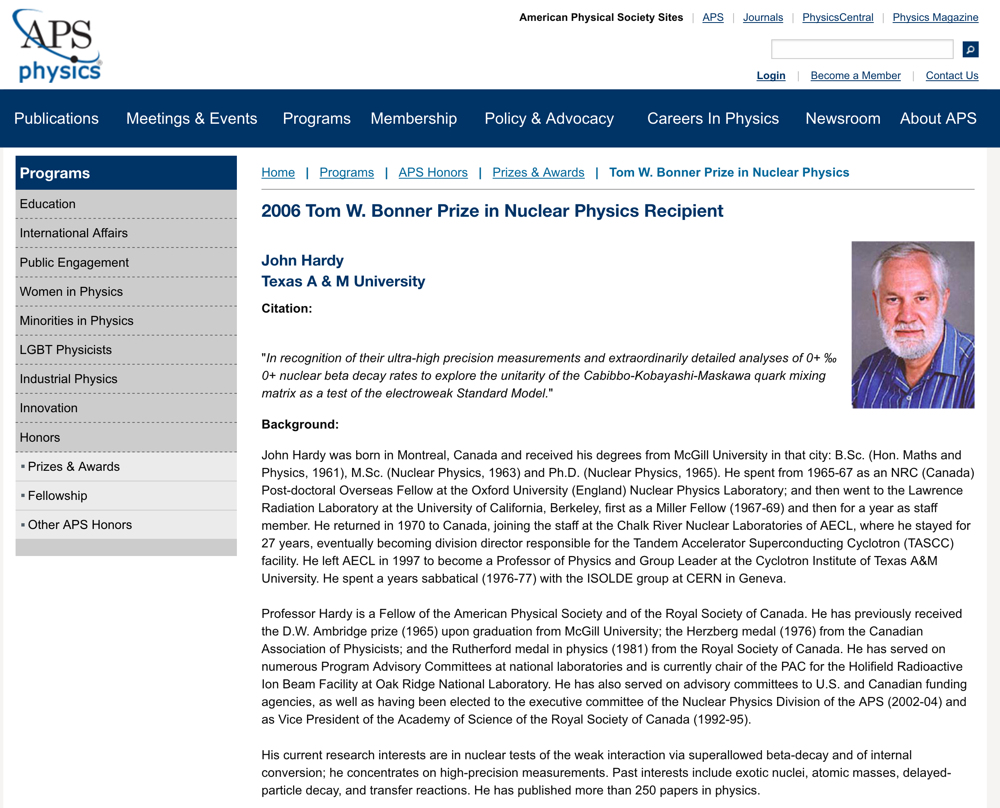 APS
physics®
American Physical Society Sites | APS | Journals | PhysicsCentral | Physics Magazine
Login | Become a Member | Contact Us
Publications Meetings & Events Programs Membership Policy & Advocacy Careers In Physics Newsroom About APS
Programs
Education
International Affairs
Public Engagement
Women in Physics
Minorities in Physics
LGBT Physicists
Industrial Physics
Innovation
Honors
Prizes & Awards
Fellowship
Other APS Honors
Home | Programs | APS Honors | Prizes & Awards | Tom W. Bonner Prize in Nuclear Physics
2006 Tom W. Bonner Prize in Nuclear Physics Recipient
John Hardy
Texas A & M University
Citation:
"In recognition of their ultra-high precision measurements and extraordinarily detailed analyses of 0+ ‰
0+ nuclear beta decay rates to explore the unitarity of the Cabibbo-Kobayashi-Maskawa quark mixing
matrix as a test of the electroweak Standard Model."
Background:
John Hardy was born in Montreal, Canada and received his degrees from McGill University in that city: B.Sc. (Hon. Maths and
Physics, 1961), M.Sc. (Nuclear Physics, 1963) and Ph.D. (Nuclear Physics, 1965). He spent from 1965-67 as an NRC (Canada)
Post-doctoral Overseas Fellow at the Oxford University (England) Nuclear Physics Laboratory; and then went to the Lawrence
Radiation Laboratory at the University of California, Berkeley, first as a Miller Fellow (1967-69) and then for a year as staff
member. He returned in 1970 to Canada, joining the staff at the Chalk River Nuclear Laboratories of AECL, where he stayed for
27 years, eventually becoming division director responsible for the Tandem Accelerator Superconducting Cyclotron (TASCC)
facility. He left AECL in 1997 to become a Professor of Physics and Group Leader at the Cyclotron Institute of Texas A&M
University. He spent a years sabbatical (1976-77) with the ISOLDE group at CERN in Geneva.
Professor Hardy is a Fellow of the American Physical Society and of the Royal Society of Canada. He has previously received
the D.W. Ambridge prize (1965) upon graduation from McGill University; the Herzberg medal (1976) from the Canadian
Association of Physicists; and the Rutherford medal in physics (1981) from the Royal Society of Canada. He has served on
numerous Program Advisory Committees at national laboratories and is currently chair of the PAC for the Holifield Radioactive
Ion Beam Facility at Oak Ridge National Laboratory. He has also served on advisory committees to U.S. and Canadian funding
agencies, as well as having been elected to the executive committee of the Nuclear Physics Division of the APS (2002-04) and
as Vice President of the Academy of Science of the Royal Society of Canada (1992-95).
His current research interests are in nuclear tests of the weak interaction via superallowed beta-decay and of internal
conversion; he concentrates on high-precision measurements. Past interests include exotic nuclei, atomic masses, delayed-
particle decay, and transfer reactions. He has published more than 250 papers in physics.